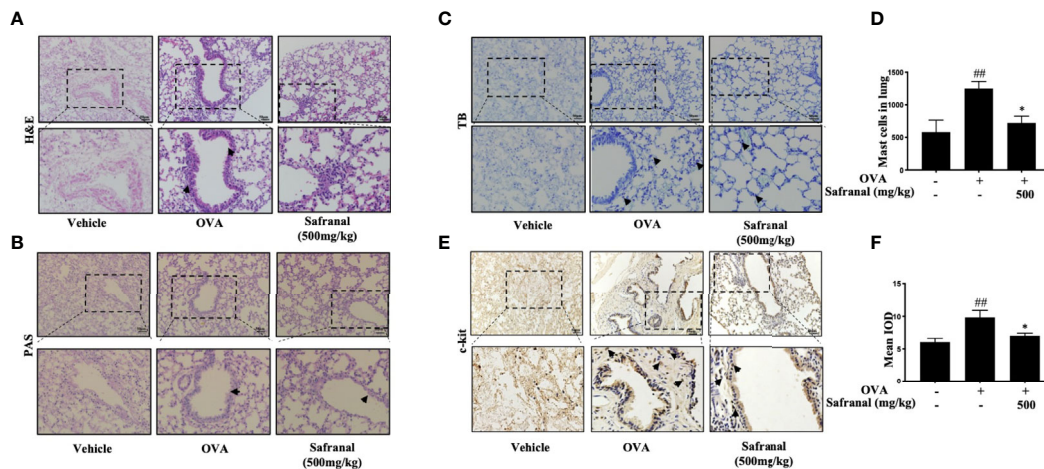 A
H&E
Vehicle
OVA
Safranal
(500mg/kg)
B
PAS
Vehicle
OVA
Safranal
(500mg/kg)
C
TB
Vehicle
OVA
Safranal
(500mg/kg)
D
Mast cells in lung
1500
1000
500
0
##
*
OVA - + +
Safranal (mg/kg) - - 500
E
c-kit
Vehicle
OVA
Safranal
(500mg/kg)
F
Mean IOD
15
10
5
0
##
*
OVA - + +
Safranal (mg/kg) - - 500